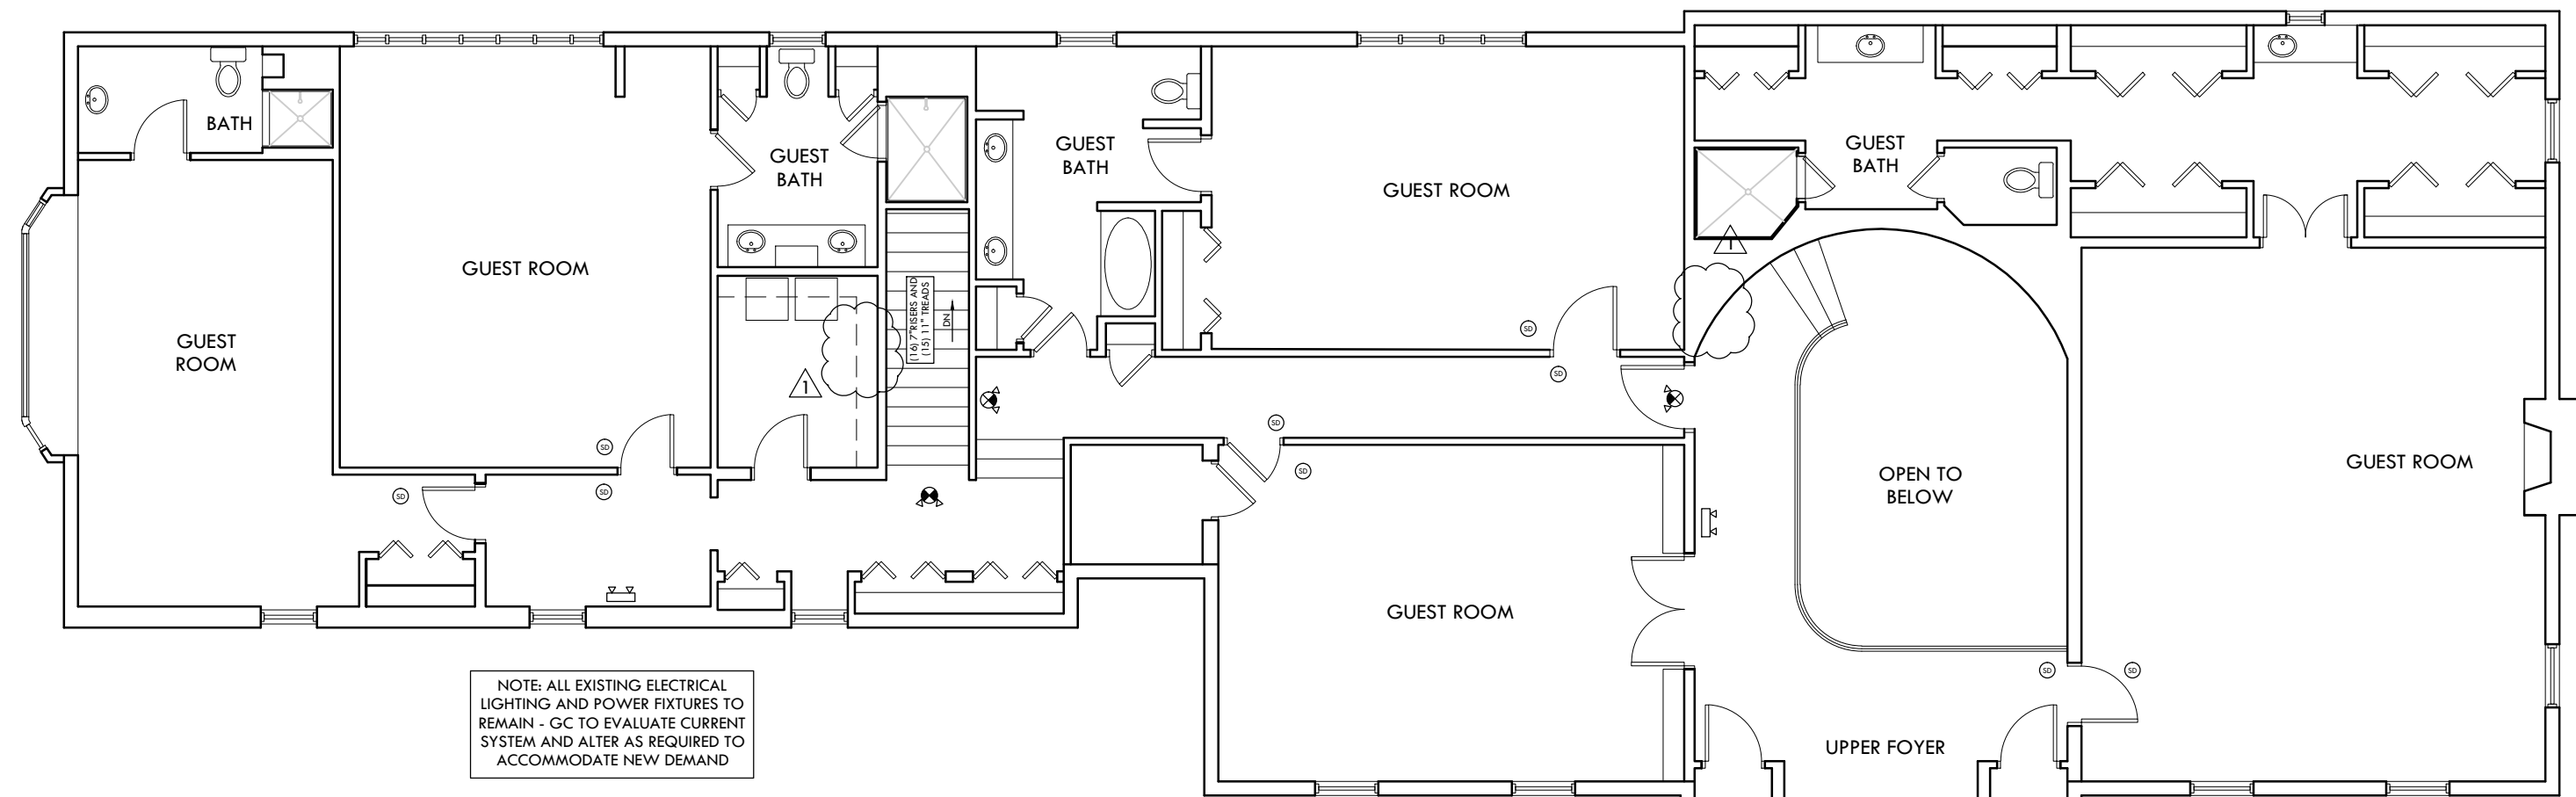 BATH
GUEST
BATH
GUEST
BATH
GUEST
BATH
GUEST ROOM
GUEST ROOM
1
(16) 7"RISERS AND
(15) 11" TREADS
DN
GUEST
ROOM
1
SD
SD
SD
SD
SD
SD
SD
SD
GUEST ROOM
OPEN TO
BELOW
GUEST ROOM
SD
SD
UPPER FOYER
NOTE: ALL EXISTING ELECTRICAL
LIGHTING AND POWER FIXTURES TO
REMAIN - GC TO EVALUATE CURRENT
SYSTEM AND ALTER AS REQUIRED TO
ACCOMMODATE NEW DEMAND